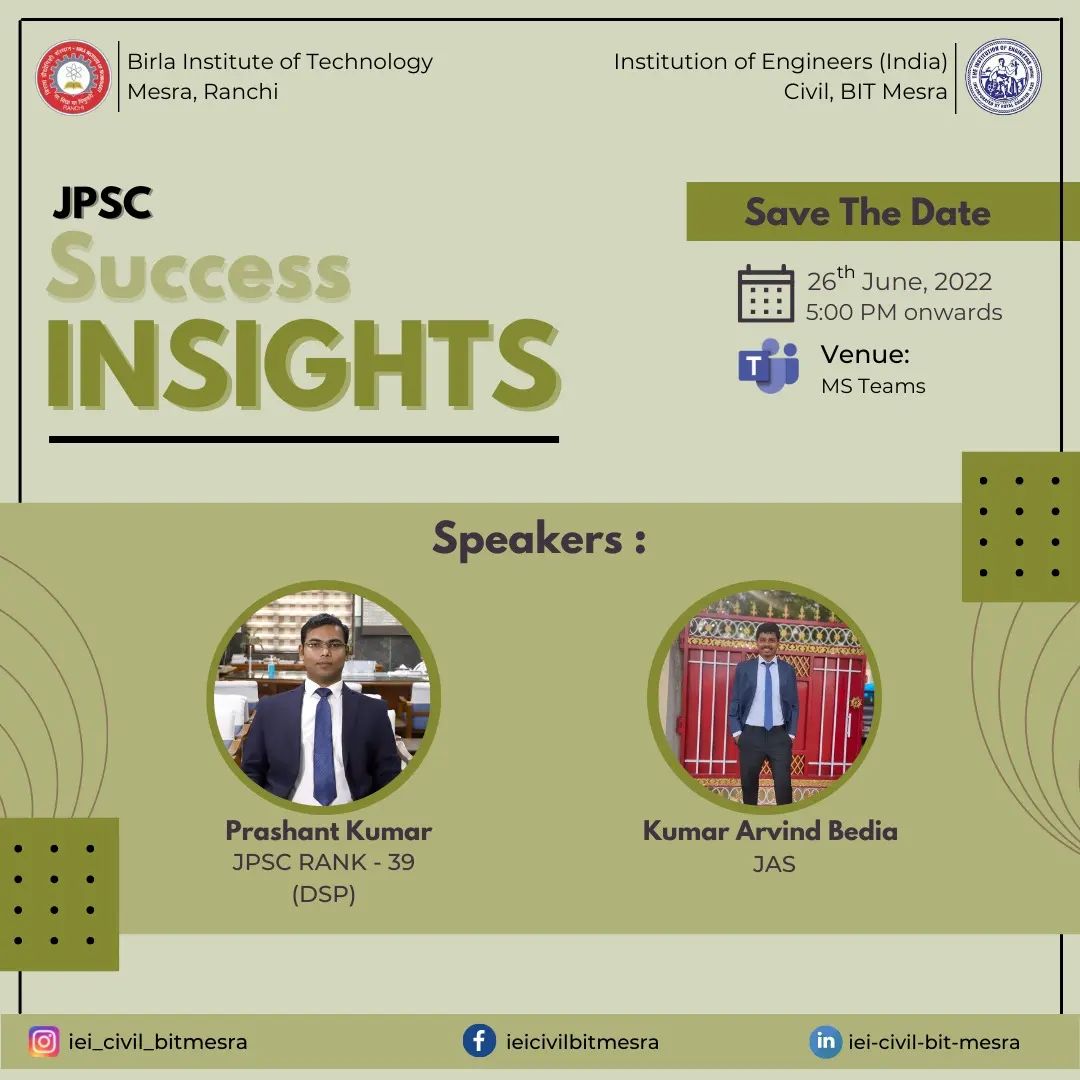 Birla Institute of Technology
Mesra, Ranchi
Institution of Engineers (India)
Civil, BIT Mesra
RANCHI
JPSC
Success
INSIGHTS
Save The Date
26th June, 2022
5:00 PM onwards
T
Venue:
MS Teams
Speakers :
Prashant Kumar
JPSC RANK - 39
(DSP)
Kumar Arvind Bedia
JAS
iei_civil_bitmesra
ieicivilbitmesra
iei-civil-bit-mesra